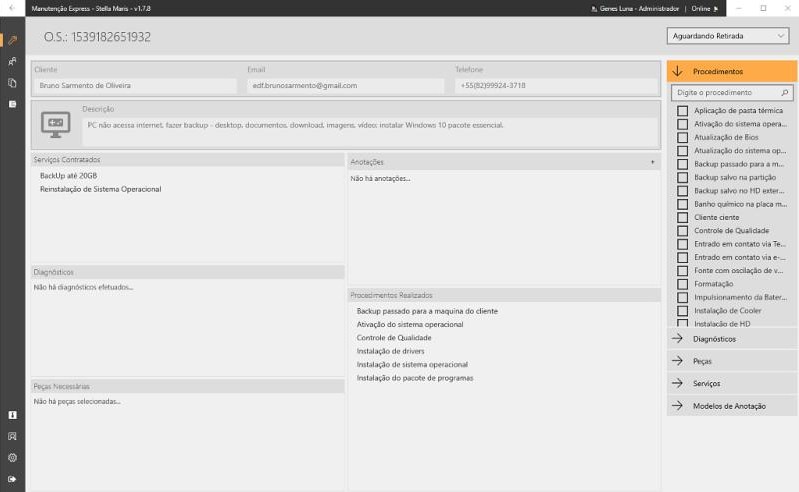 Manutenção Express - Stella Maris - v1.7.8
Genes Luna - Administrador | Online
O.S.: 1539182651932
Aguardando Retirada
Cliente
Bruno Sarmento de Oliveira
Email
edf.brunosarmento@gmail.com
Telefone
+55(82)99924-3718
Descrição
PC não acessa internet, fazer backup - desktop, documentos, download, imagens, vídeo: instalar Windows 10 pacote essencial.
Serviços Contratados
BackUp até 20GB
Reinstalação de Sistema Operacional
Diagnósticos
Não há diagnósticos efetuados...
Peças Necessárias
Não há peças selecionadas...
Anotações
+
Não há anotações...
Procedimentos Realizados
Backup passado para a maquina do cliente
Ativação do sistema operacional
Controle de Qualidade
Instalação de drivers
Instalação de sistema operacional
Instalação do pacote de programas
Procedimentos
Digite o procedimento
Aplicação de pasta térmica
Ativação do sistema opera...
Atualização de Bios
Atualização do sistema op...
Backup passado para a m...
Backup salvo na partição
Backup salvo no HD exter...
Banho químico na placa m...
Cliente ciente
Controle de Qualidade
Entrado em contato via Te...
Entrado em contato via e-...
Fonte com oscilação de v...
Formatação
Impulsionamento da Bater...
Instalação de Cooler
Instalação de HD
Diagnósticos
Peças
Serviços
Modelos de Anotação